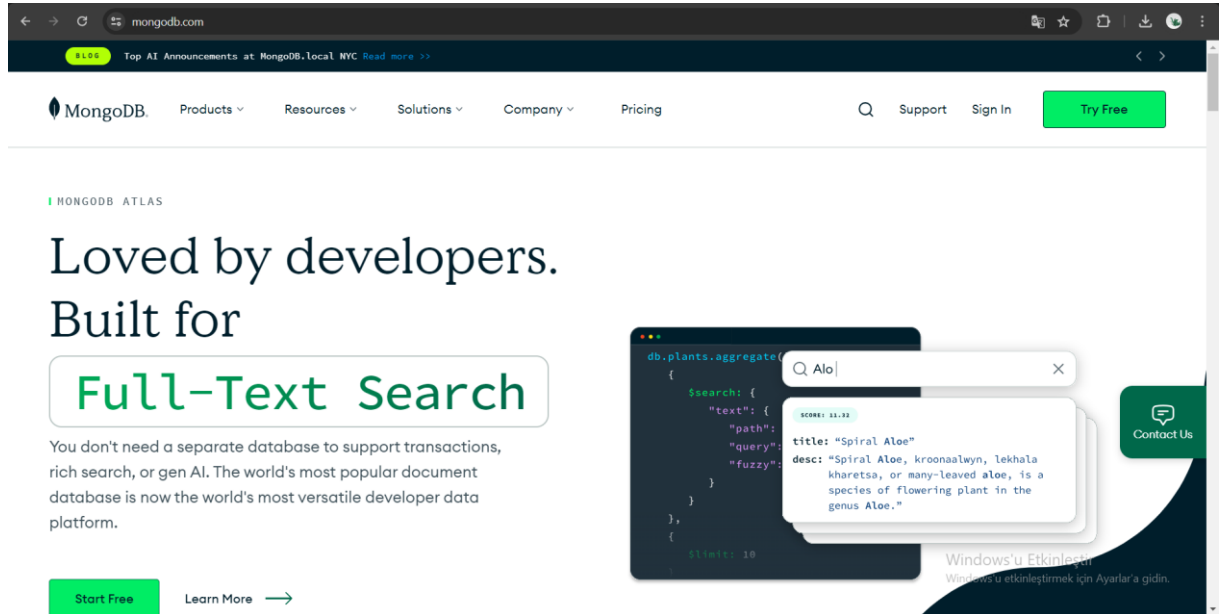 mongodb.com
BLOG Top AI Announcements at MongoDB.local NYC Read more >>
MongoDB. Products Resources Solutions Company Pricing Support Sign In Try Free
MONGODB ATLAS
Loved by developers.
Built for
Full-Text Search
You don't need a separate database to support transactions,
rich search, or gen AI. The world's most popular document
database is now the world's most versatile developer data
platform.
Start Free Learn More
db.plants.aggregate(
{
$search: {
"text": {
"path":
"query":
"fuzzy":
}
}
},
{
$limit: 10
Alo
SCORE: 11.32
title: “Spiral Aloe”
desc: “Spiral Aloe, kroonaalwyn, lekhala
kharetsa, or many-leaved aloe, is a
species of flowering plant in the
genus Aloe.”
Contact Us
Windows'u Etkinleştir
Windows'u etkinleştirmek için Ayarlar'a gidin.